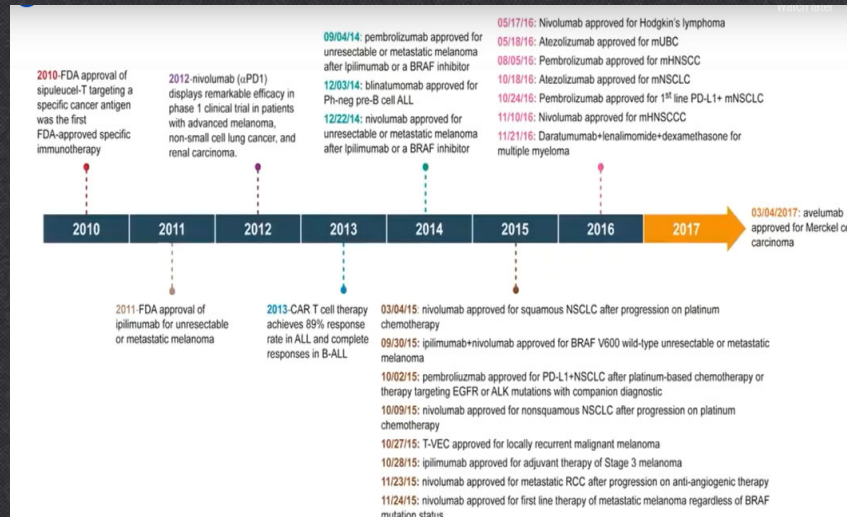 Watch later
2010-FDA approval of
sipuleucel-T targeting a
specific cancer antigen
was the first
FDA-approved specific
immunotherapy
2012-nivolumab (αPD1)
displays remarkable efficacy in
phase 1 clinical trial in patients
with advanced melanoma,
non-small cell lung cancer, and
renal carcinoma.
09/04/14: pembrolizumab approved for
unresectable or metastatic melanoma
after Ipilimumab or a BRAF inhibitor
12/03/14: blinatumomab approved for
Ph-neg pre-B cell ALL
12/22/14: nivolumab approved for
unresectable or metastatic melanoma
after Ipilimumab or a BRAF inhibitor
05/17/16: Nivolumab approved for Hodgkin's lymphoma
05/18/16: Atezolizumab for mUBC
08/05/16: Pembrolizumab for mHNSCC
10/18/16: Atezolizumab for mNSCLC
10/24/16: Pembrolizumab for 1st line PD-L1+ mNSCLC
11/10/16: Nivolumab approved for mHNSCCC
11/21/16: Daratumumab+lenalimomide+dexamethasone for
multiple myeloma
2010 2011 2012 2013 2014 2015 2016 2017
03/04/2017: avelumab
approved for Merckel c
carcinoma
2011-FDA approval of
ipilimumab for unresectable
or metastatic melanoma
2013-CAR T cell therapy
achieves 89% response
rate in ALL and complete
responses in B-ALL
03/04/15: nivolumab approved for squamous NSCLC after progression on platinum
chemotherapy
09/30/15: ipilimumab+nivolumab approved for BRAF V600 wild-type unresectable or metastatic
melanoma
10/02/15: pembroliuzmab approved for PD-L1+NSCLC after platinum-based chemotherapy or
therapy targeting EGFR or ALK mutations with companion diagnostic
10/09/15: nivolumab approved for nonsquamous NSCLC after progression on platinum
chemotherapy
10/27/15: T-VEC approved for locally recurrent malignant melanoma
10/28/15: ipilimumab approved for adjuvant therapy of Stage 3 melanoma
11/23/15: nivolumab approved for metastatic RCC after progression on anti-angiogenic therapy
11/24/15: nivolumab approved for first line therapy of metastatic melanoma regardless of BRAF
mutation status